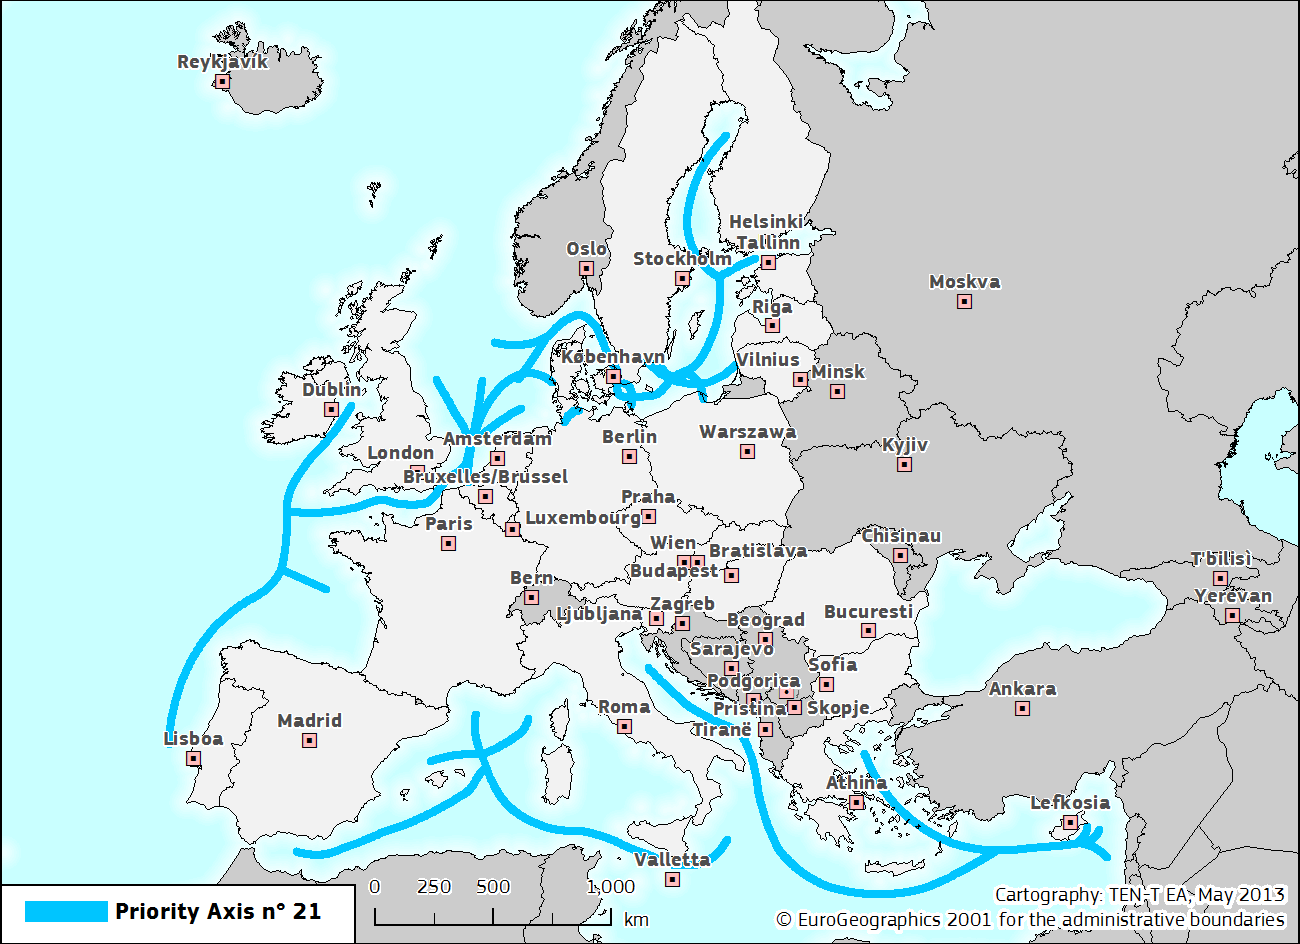 Reykjavík
Helsinki
Tallinn
Oslo
Stockholm
Moskva
Riga
København
Vilnius
Minsk
Dublin
Amsterdam
Berlin
Warszawa
London
Kyjiv
Bruxelles/Brussel
Praha
Paris
Luxembourg
Chisinau
Wien
Bratislava
Budapest
T'bilisi
Bern
Yerevan
Ljubljana
Zagreb
Beograd
Bucuresti
Sarajevo
Sofia
Podgorica
Ankara
Roma
Pristina
Skopje
Madrid
Tiranë
Lisboa
Athina
Lefkosia
Valletta
0 250 500 1,000
km
Priority Axis n° 21
Cartography: TEN-T EA, May 2013
© EuroGeographics 2001 for the administrative boundaries